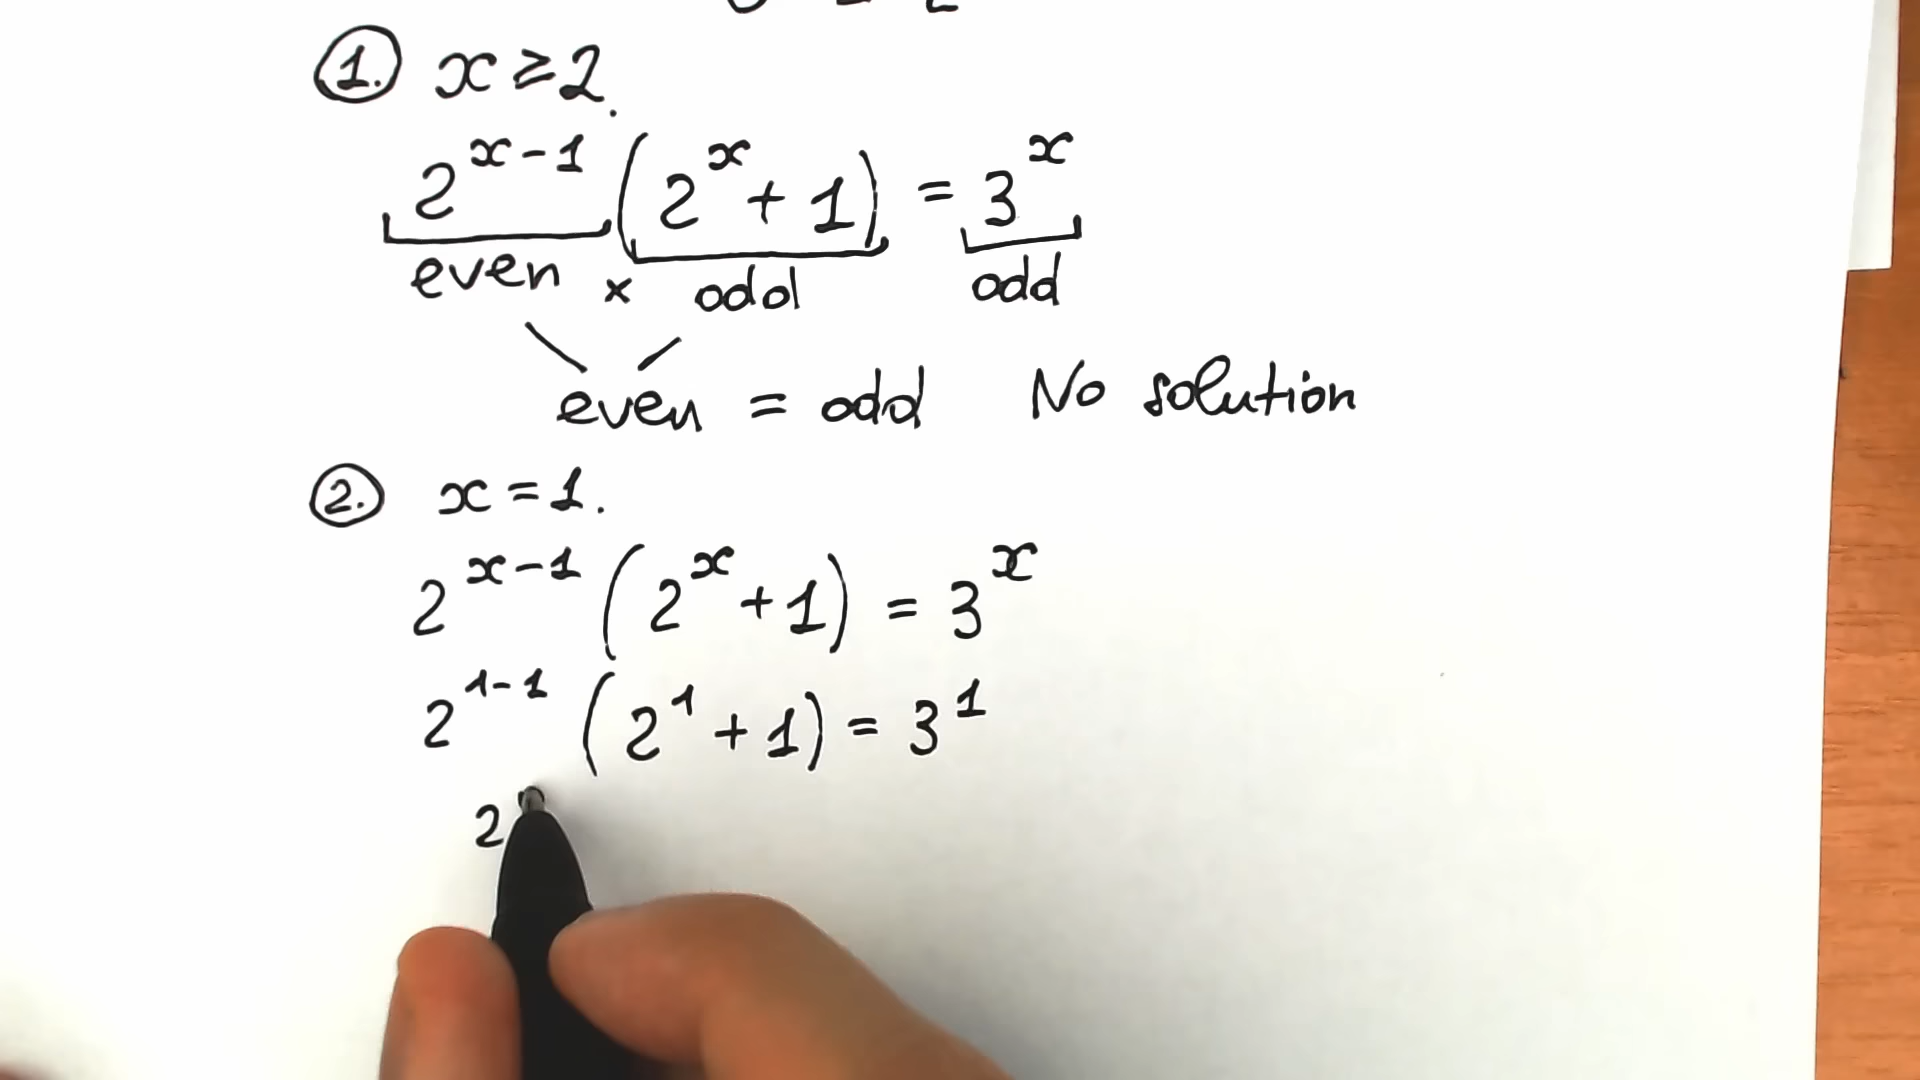 1. x ≥ 2.
2^{x-1} (2^x + 1) = 3^x
even × odd odd
even = odd No solution
2. x = 1.
2^{x-1} (2^x + 1) = 3^x
2^{1-1} (2^1 + 1) = 3^1
2